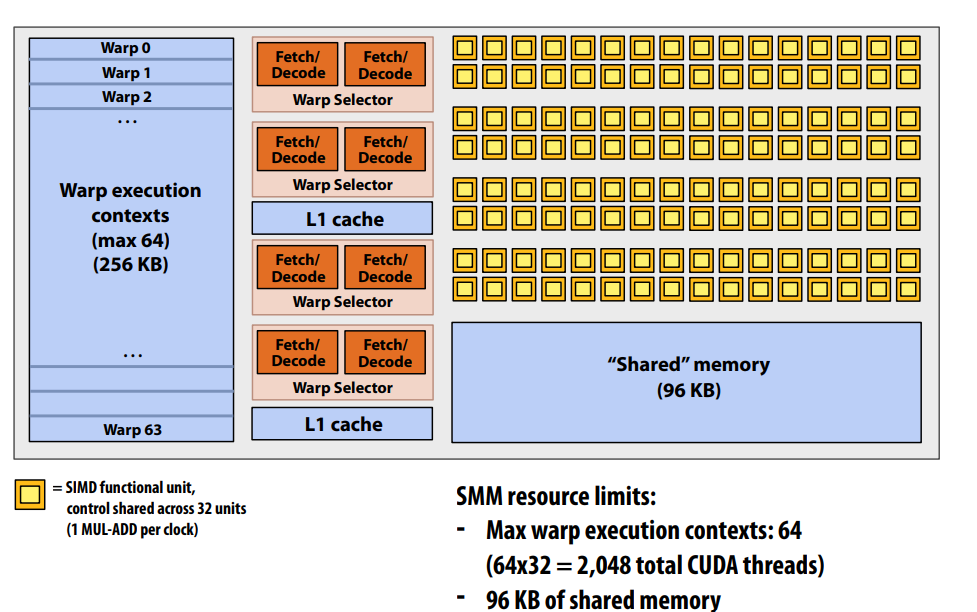 Warp 0
Warp 1
Warp 2
...
Warp execution
contexts
(max 64)
(256 KB)
...
Warp 63
Fetch/
Decode
Fetch/
Decode
Warp Selector
Fetch/
Decode
Fetch/
Decode
Warp Selector
L1 cache
Fetch/
Decode
Fetch/
Decode
Warp Selector
Fetch/
Decode
Fetch/
Decode
Warp Selector
L1 cache
“Shared” memory
(96 KB)
= SIMD functional unit,
control shared across 32 units
(1 MUL-ADD per clock)
SMM resource limits:
- Max warp execution contexts: 64
(64x32 = 2,048 total CUDA threads)
- 96 KB of shared memory